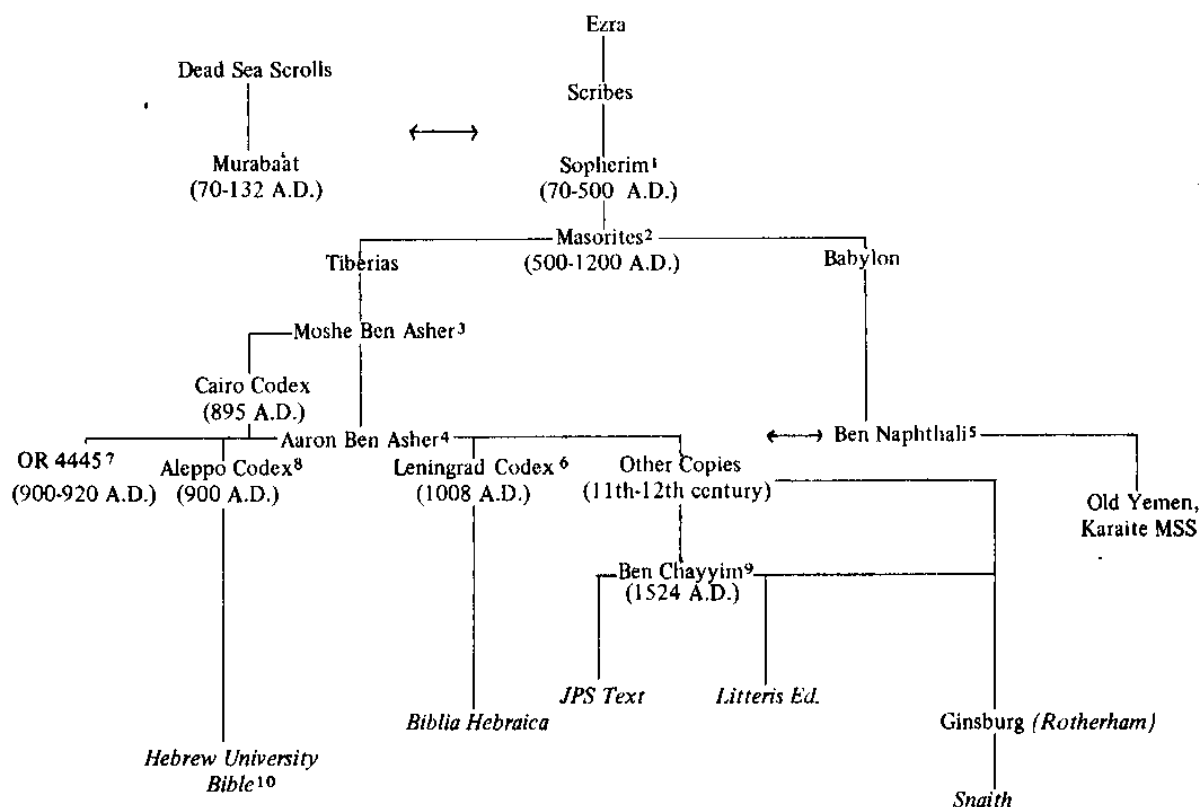 Ezra
Dead Sea Scrolls
Scribes
Murabaàt
(70-132 A.D.)
Sopherim¹
(70-500 A.D.)
Masorites²
(500-1200 A.D.)
Tiberias
Babylon
Moshe Ben Asher³
Cairo Codex
(895 A.D.)
Aaron Ben Asher⁴
Ben Naphthali⁵
OR 4445⁷
(900-920 A.D.)
Aleppo Codex⁸
(900 A.D.)
Leningrad Codex⁶
(1008 A.D.)
Other Copies
(11th-12th century)
Old Yemen,
Karaite MSS
Ben Chayyim⁹
(1524 A.D.)
JPS Text
Litteris Ed.
Biblia Hebraica
Ginsburg (Rotherham)
Hebrew University
Bible¹⁰
Snaith